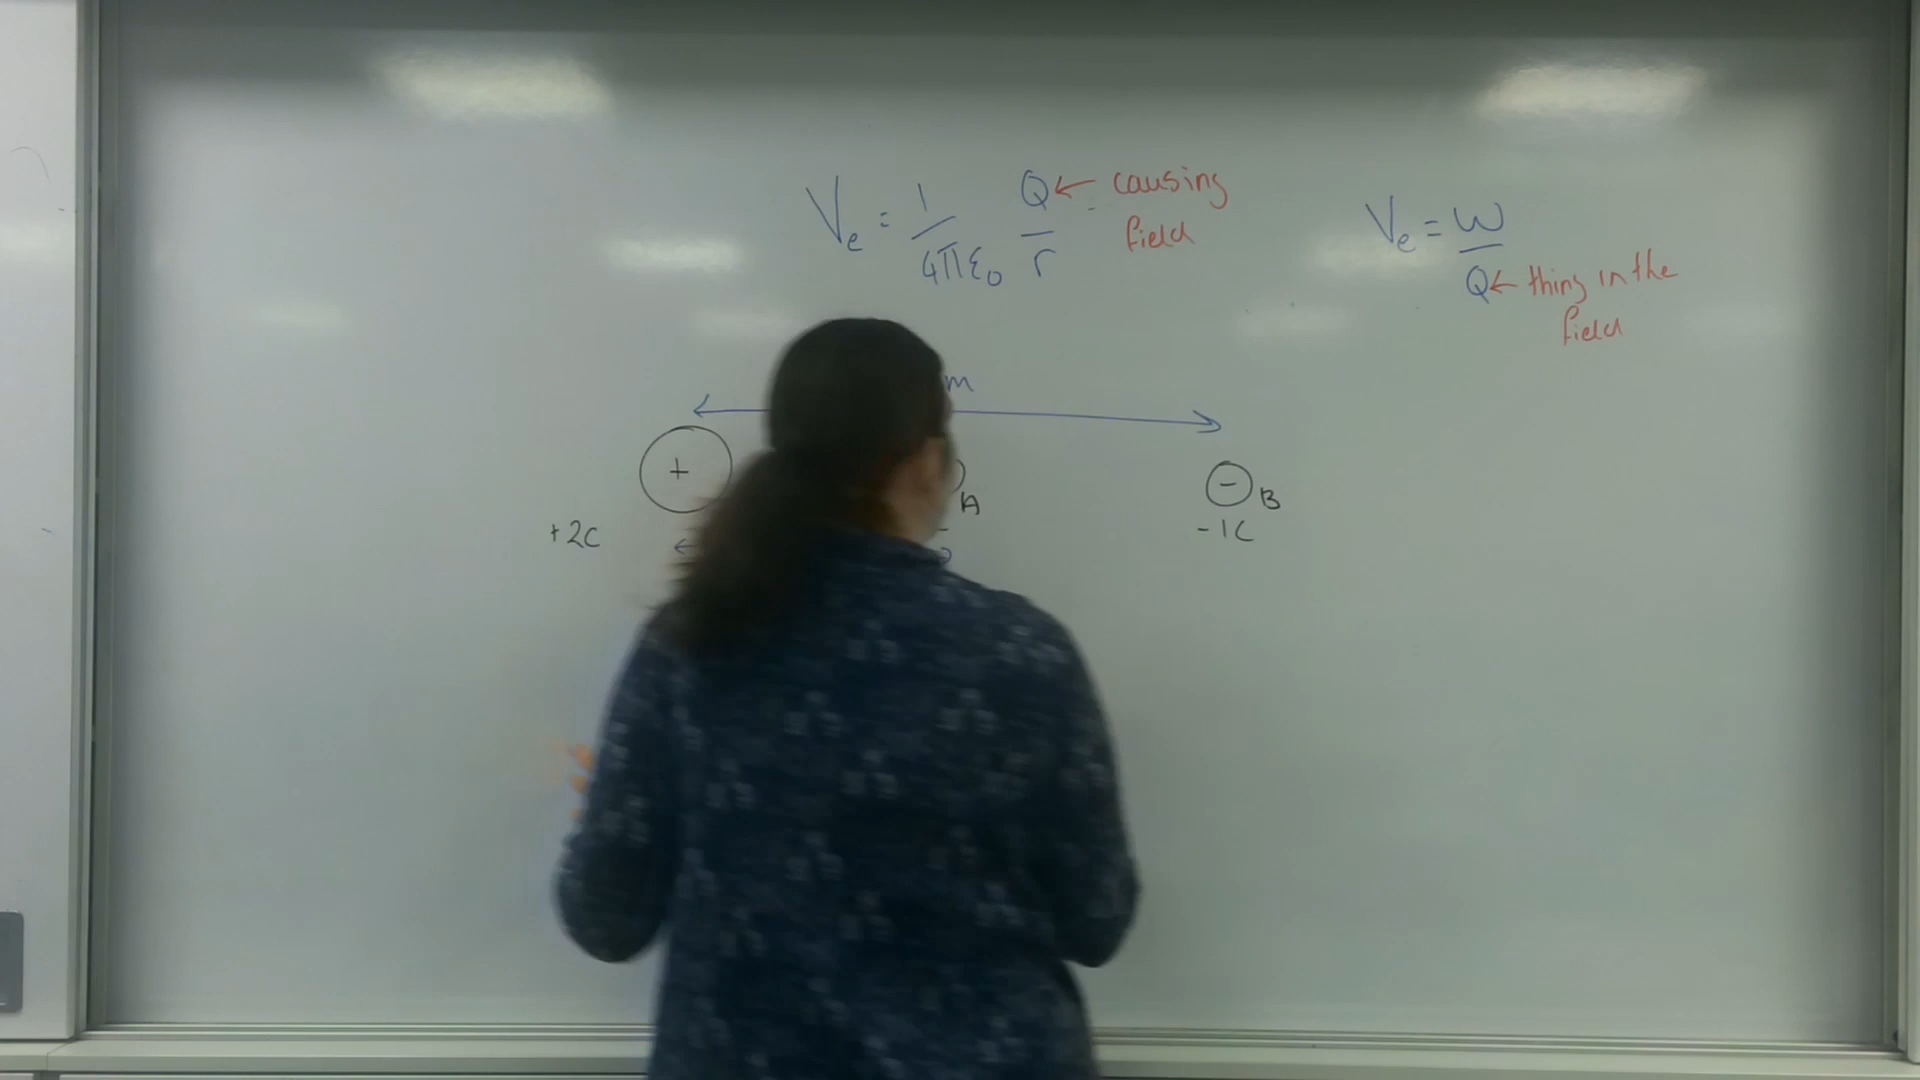 Ve = 1/4πε0 Q/r ← causing field
Ve = W/Q ← thing in the field
m
+
A
- B
+2C
-
-1C